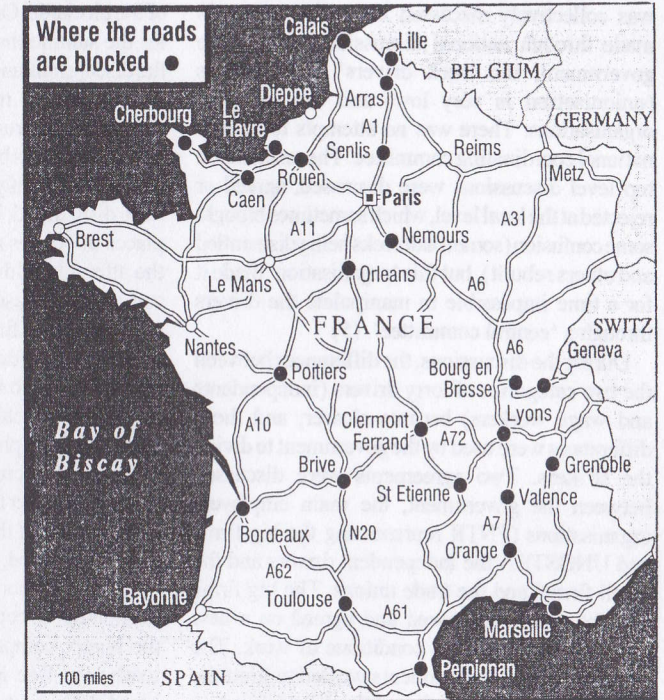 Where the roads
are blocked
Calais
Lille
BELGIUM
Dieppe
Arras
GERMANY
Cherbourg
Le
Havre
A1
Senlis
Reims
Rouen
Metz
Caen
Paris
A31
A11
Nemours
Brest
Le Mans
Orleans
A6
FRANCE
SWITZ
Nantes
A6
Geneva
Poitiers
Bourg en
Bresse
A10
Clermont
Ferrand
Lyons
Bay of
Biscay
A72
Grenoble
Brive
St Etienne
Valence
Bordeaux
N20
A7
Orange
A62
Bayonne
Toulouse
A61
Marseille
100 miles
SPAIN
Perpignan